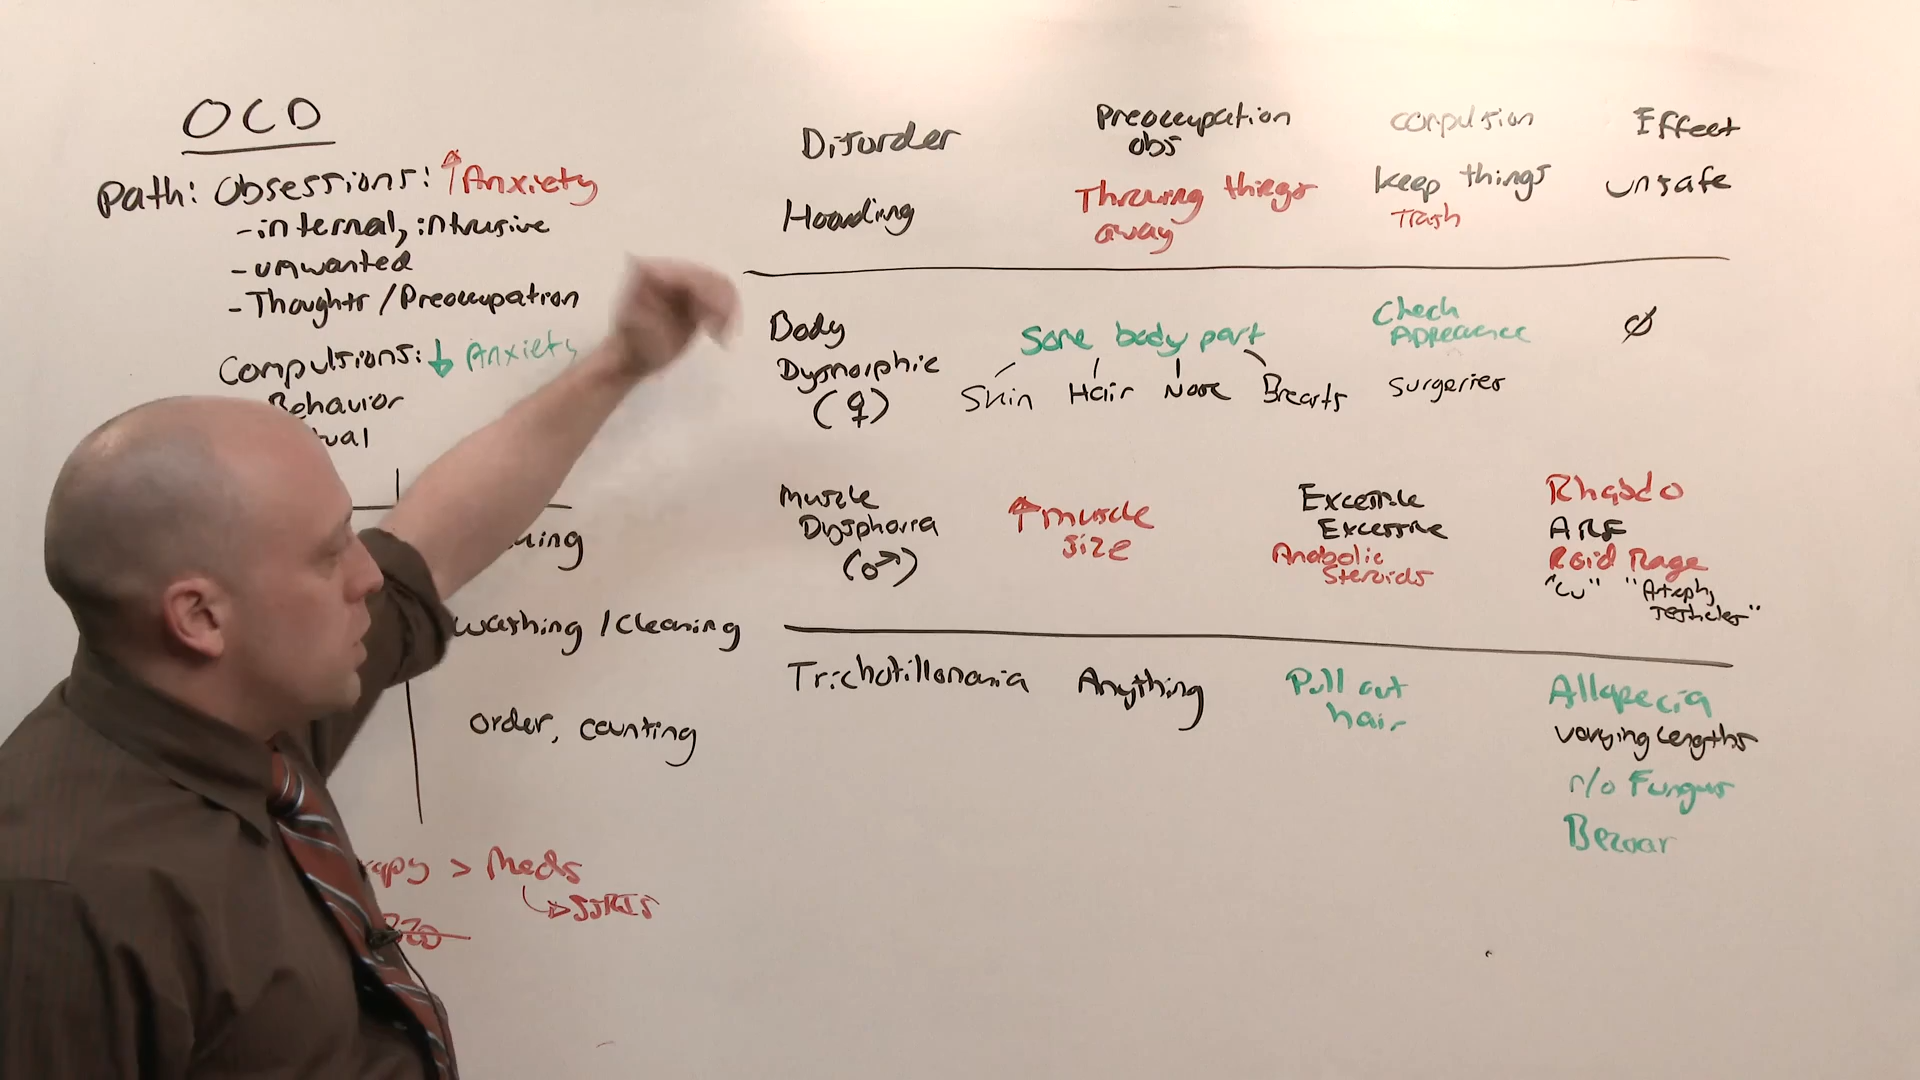 OCD
Path: Obsessions: ↑Anxiety
-internal, intrusive
-unwanted
-Thoughts / Preoccupation
Compulsions: ↓ Anxiety
Behavior
washing / cleaning
order, counting
> Meds
↳ SSRIs
Disorder
Preoccupation
obs
compulsion
Effect
Hoarding
Throwing things
away
keep things
Trash
unsafe
Body
Dysmorphic
(♀)
Some body part
Skin Hair Nose Breasts
Check
Appearance
Surgeries
∅
Muscle
Dysphoria
(♂)
↑muscle
size
Excessive
Excessive
Anabolic
Steroids
Rhabdo
ARF
Roid Rage
"CV" "Atrophy
Testicles"
Trichotillomania
Anything
Pull out
hair
Allopecia
varying lengths
r/o Fungus
Bezoar